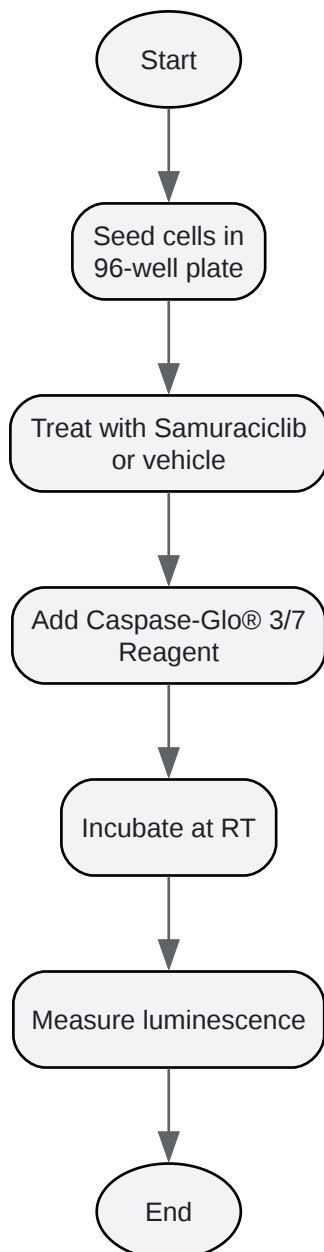 Start
Seed cells in
96-well plate
Treat with Samuraciclib
or vehicle
Add Caspase-Glo® 3/7
Reagent
Incubate at RT
Measure luminescence
End